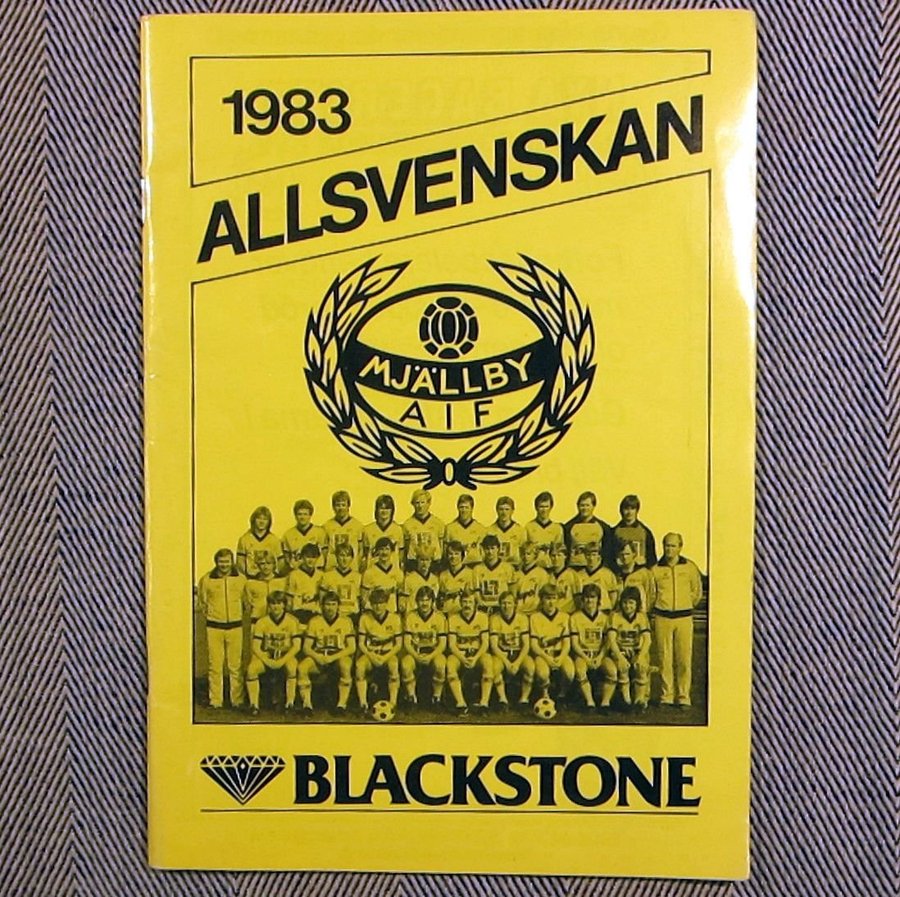 1983
ALLSVENSKAN
MJÄLLBY
AIF
BLACKSTONE